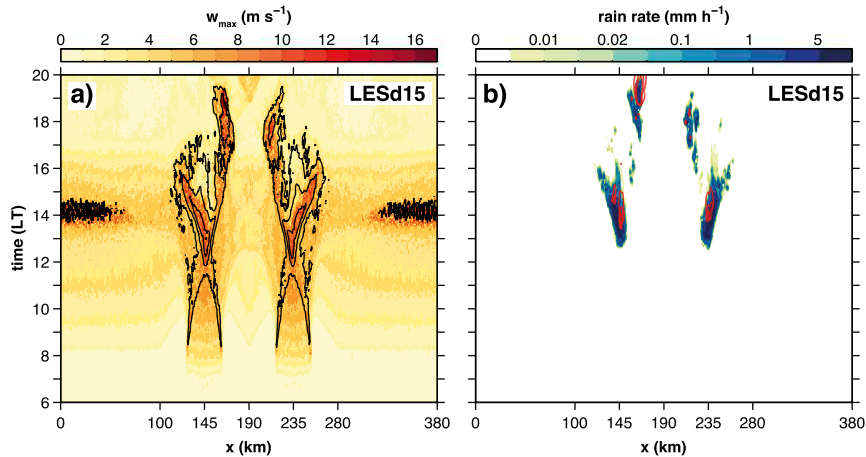 w_max (m s⁻¹)
0 2 4 6 8 10 12 14 16
a) LESd15
20
18
16
14
12
10
8
6
time (LT)
0 100 145 190 235 280 380
x (km)
rain rate (mm h⁻¹)
0 0.01 0.02 0.1 1 5
b) LESd15
0 100 145 190 235 280 380
x (km)